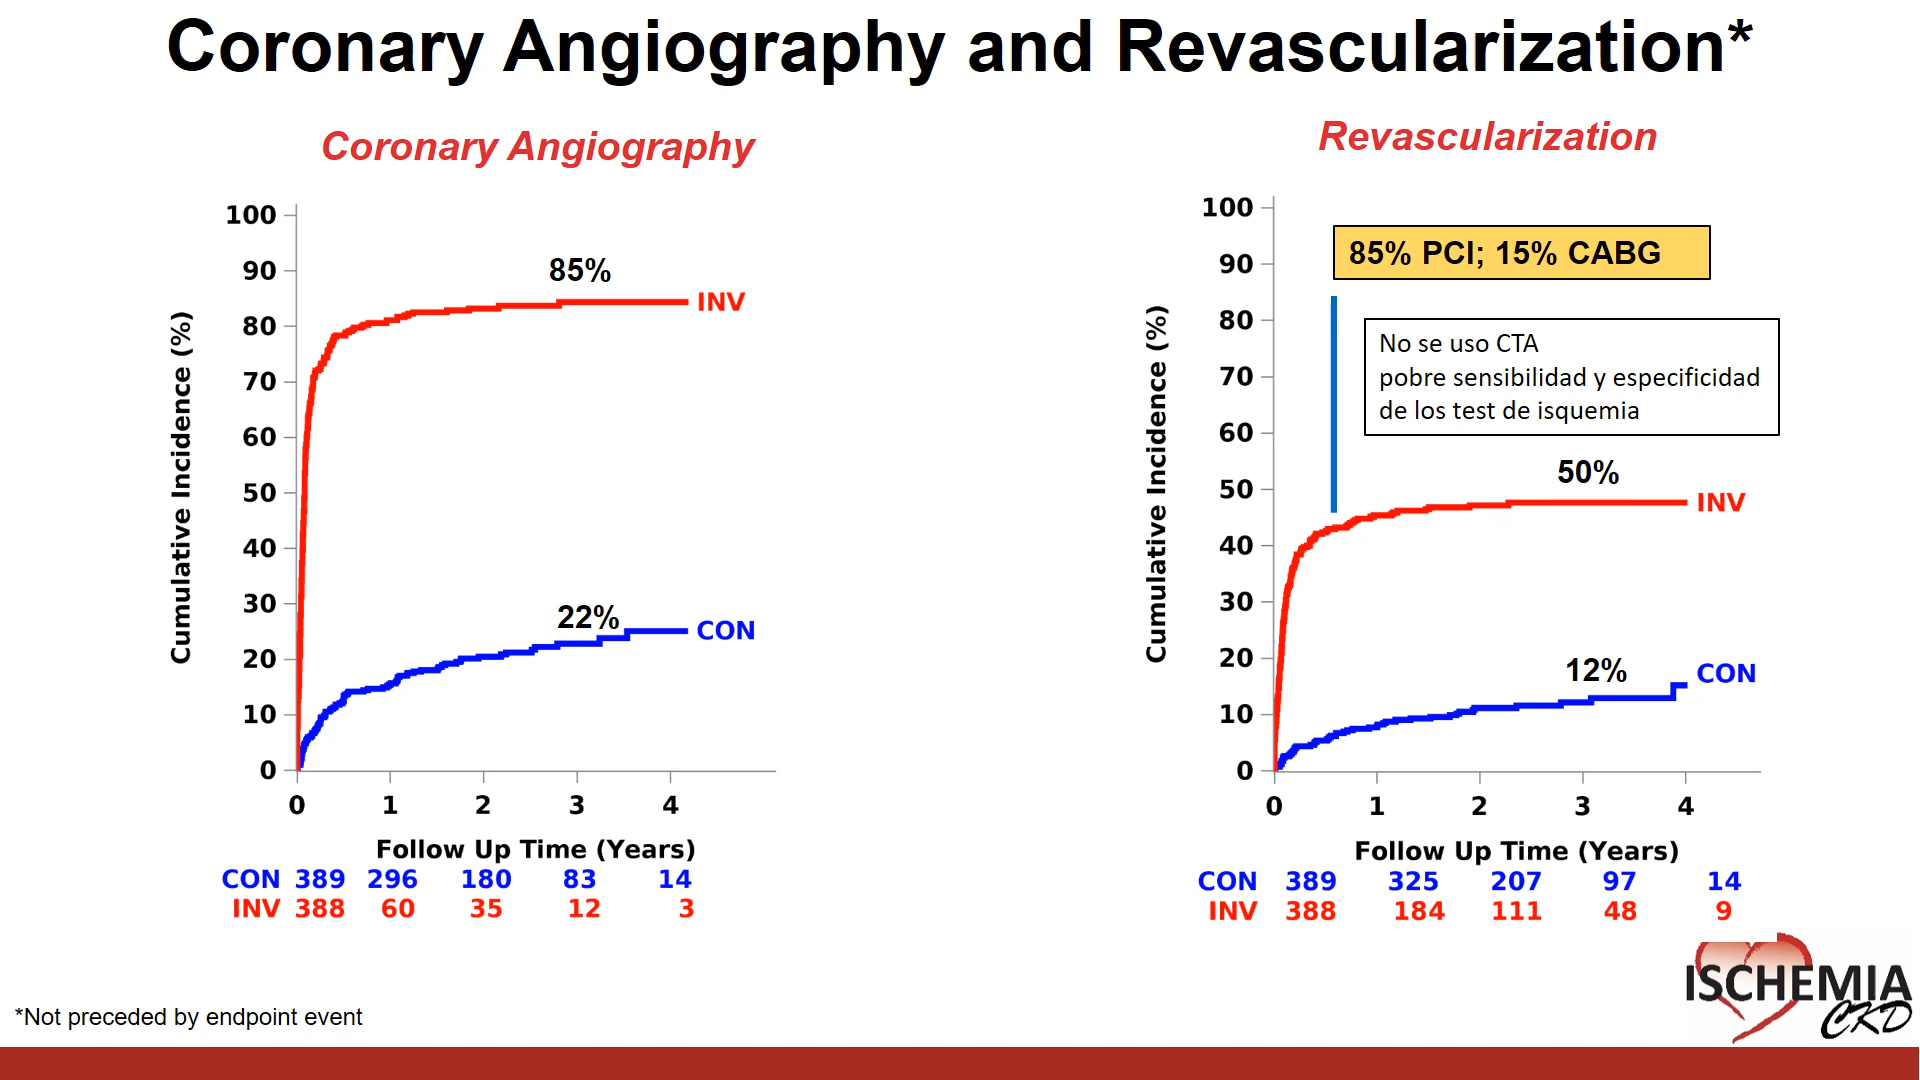 Coronary Angiography and Revascularization*
Coronary Angiography
Cumulative Incidence (%)
100
90
80
70
60
50
40
30
20
10
0
85%
INV
22%
CON
0 1 2 3 4
Follow Up Time (Years)
CON 389 296 180 83 14
INV 388 60 35 12 3
Revascularization
Cumulative Incidence (%)
100
90
80
70
60
50
40
30
20
10
0
85% PCI; 15% CABG
No se uso CTA
pobre sensibilidad y especificidad
de los test de isquemia
50%
INV
12%
CON
0 1 2 3 4
Follow Up Time (Years)
CON 389 325 207 97 14
INV 388 184 111 48 9
ISCHEMIA
CKD
*Not preceded by endpoint event